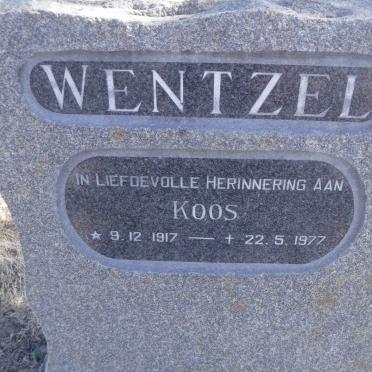 WENTZEL
IN LIEFDEVOLLE HERINNERING AAN
KOOS
* 9.12.1917 — † 22.5.1977